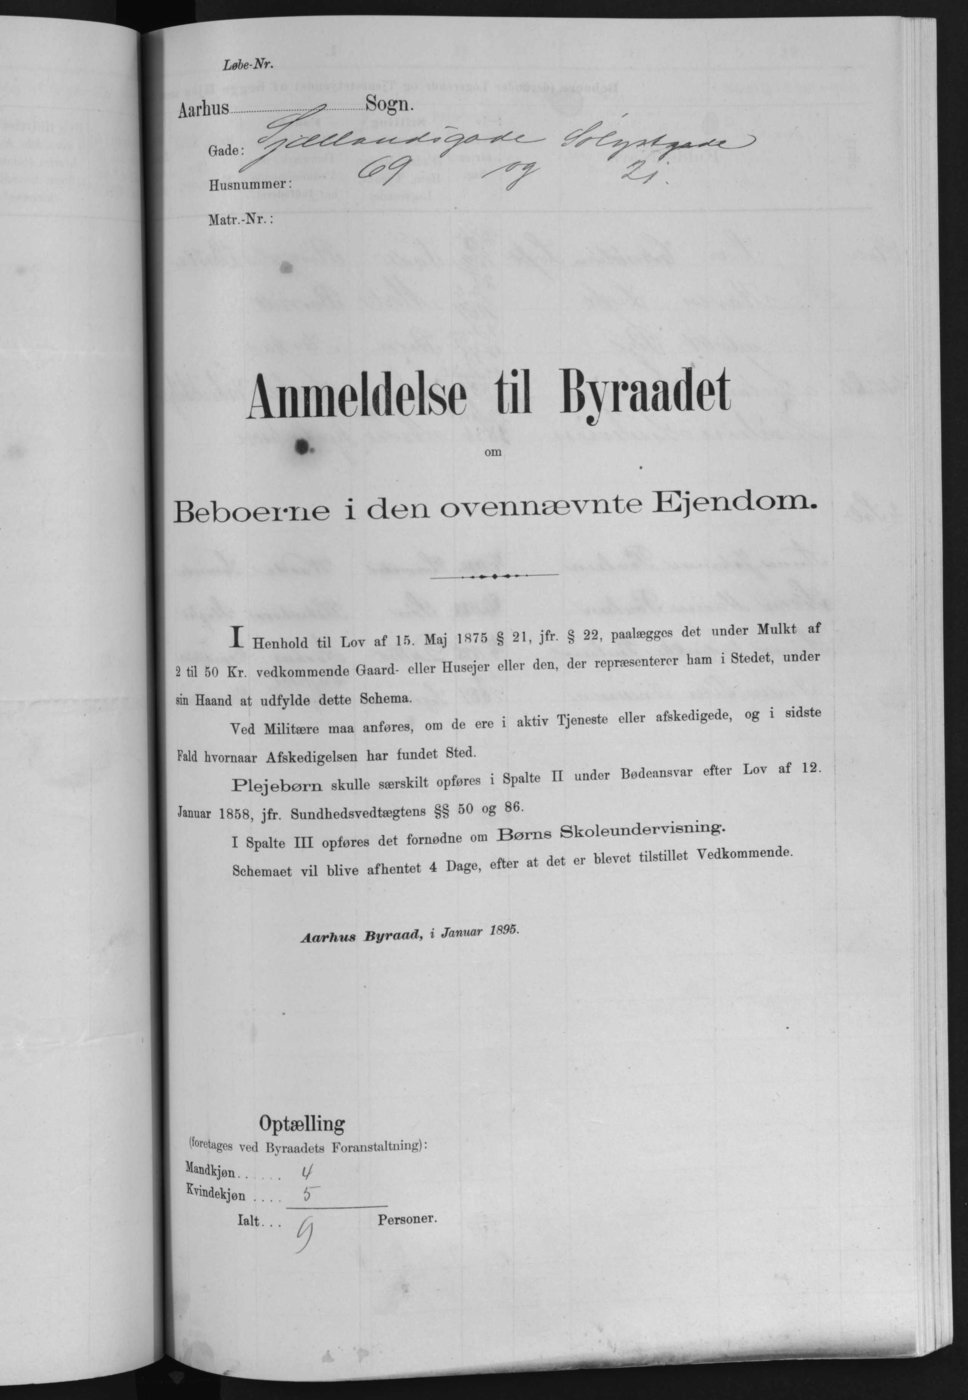 Løbe-Nr.
Aarhus Sogn.
Gade: Sjællandsgade Sølystgade
Husnummer: 69 og 21.
Matr.-Nr.:
Anmeldelse til Byraadet
om
Beboerne i den ovennævnte Ejendom.
I Henhold til Lov af 15. Maj 1875 § 21, jfr. § 22, paalægges det under Mulkt af
2 til 50 Kr. vedkommende Gaard- eller Husejer eller den, der repræsenterer ham i Stedet, under
sin Haand at udfylde dette Schema.
Ved Militære maa anføres, om de ere i aktiv Tjeneste eller afskedigede, og i sidste
Fald hvornaar Afskedigelsen har fundet Sted.
Plejebørn skulle særskilt opføres i Spalte II under Bødeansvar efter Lov af 12.
Januar 1858, jfr. Sundhedsvedtægtens §§ 50 og 86.
I Spalte III opføres det fornødne om Børns Skoleundervisning.
Schemaet vil blive afhentet 4 Dage, efter at det er blevet tilstillet Vedkommende.
Aarhus Byraad, i Januar 1895.
Optælling
(foretages ved Byraadets Foranstaltning):
Mandkjøn...... 4
Kvindekjøn .... 5
Ialt... 9 Personer.